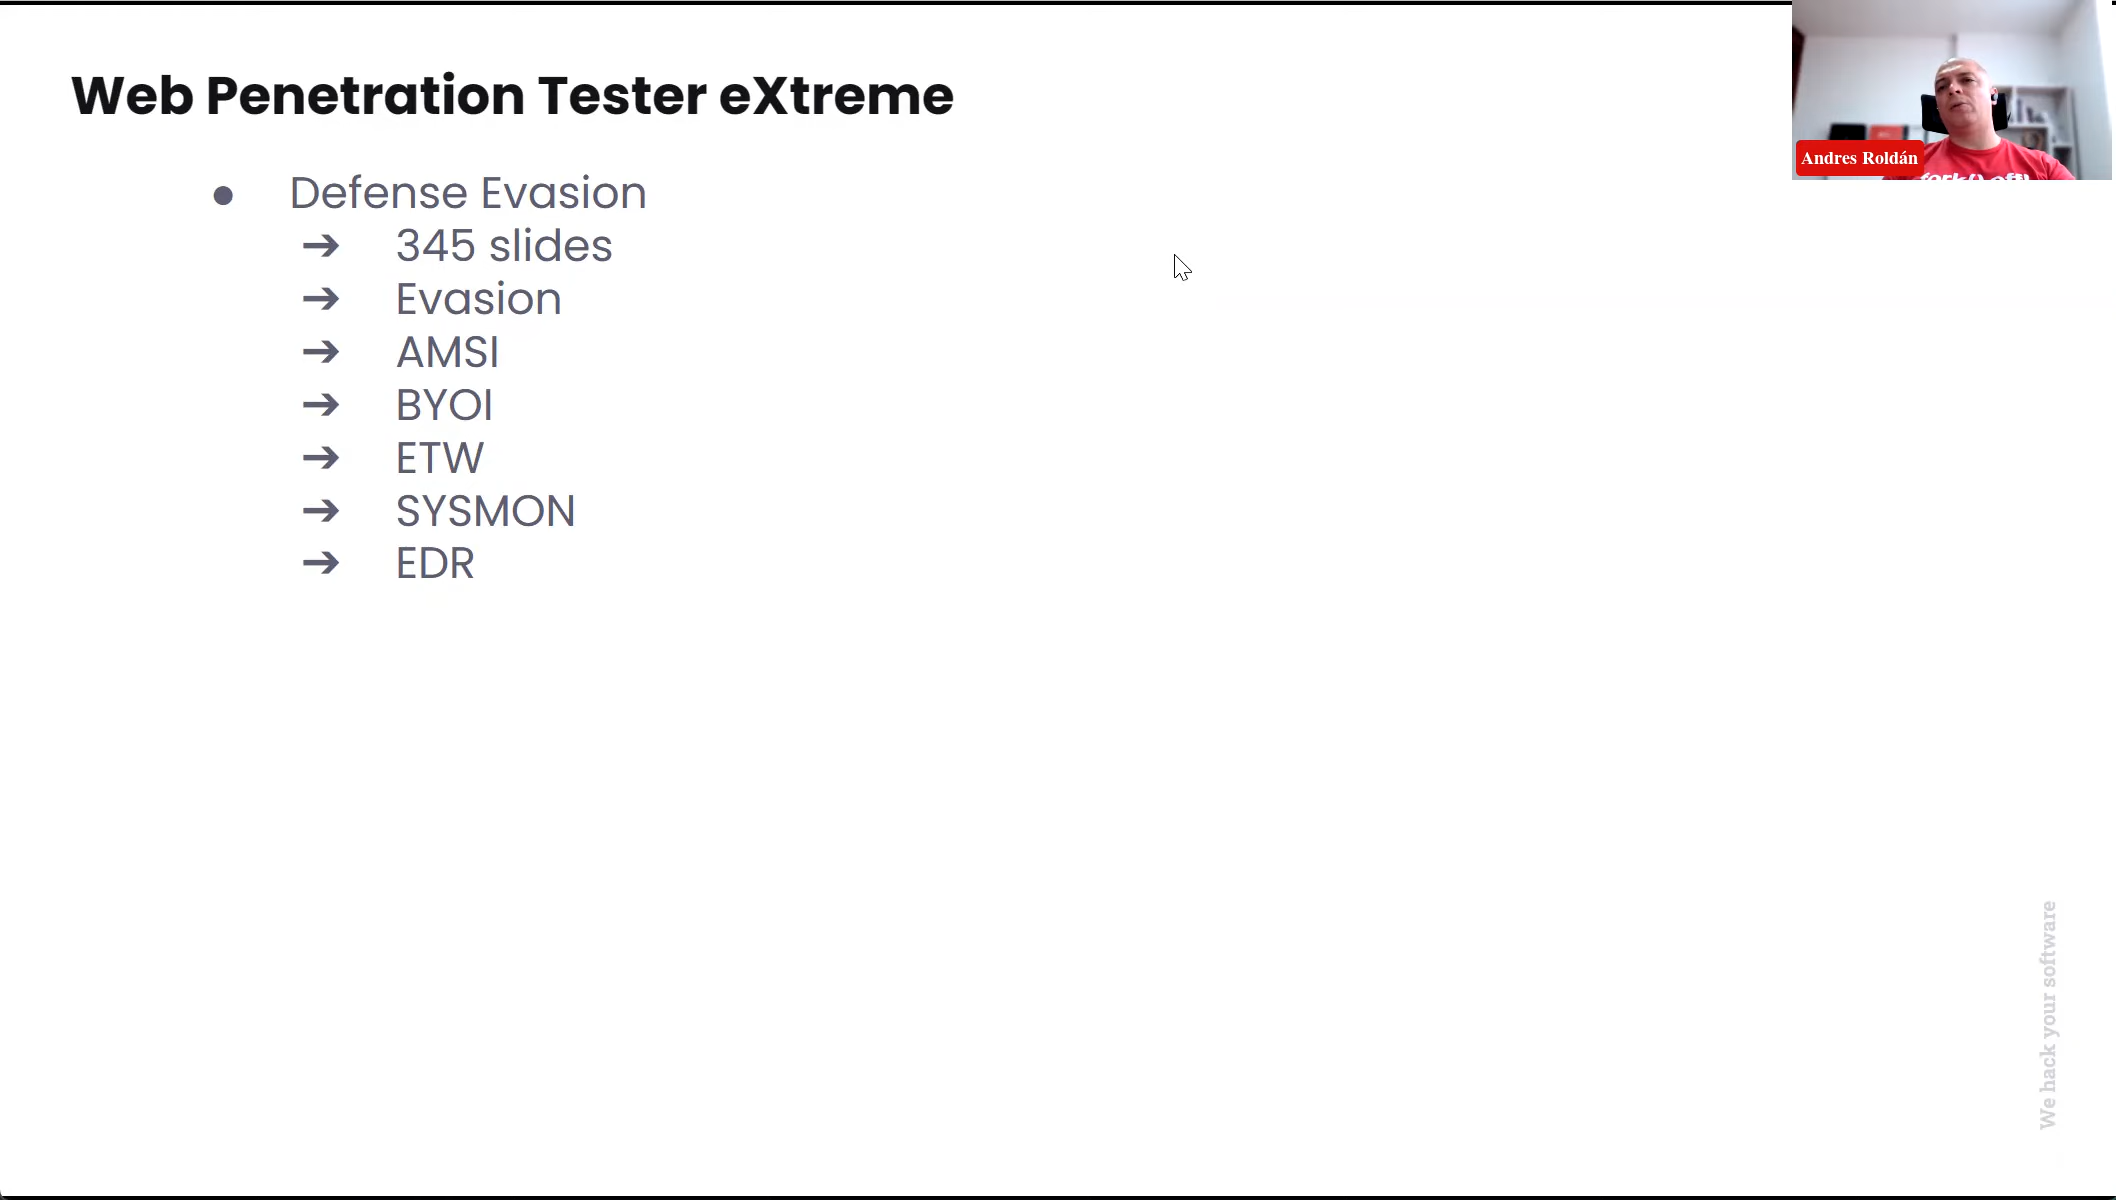 Web Penetration Tester eXtreme
Andres Roldán
● Defense Evasion
➔ 345 slides
➔ Evasion
➔ AMSI
➔ BYOI
➔ ETW
➔ SYSMON
➔ EDR
We hack your software